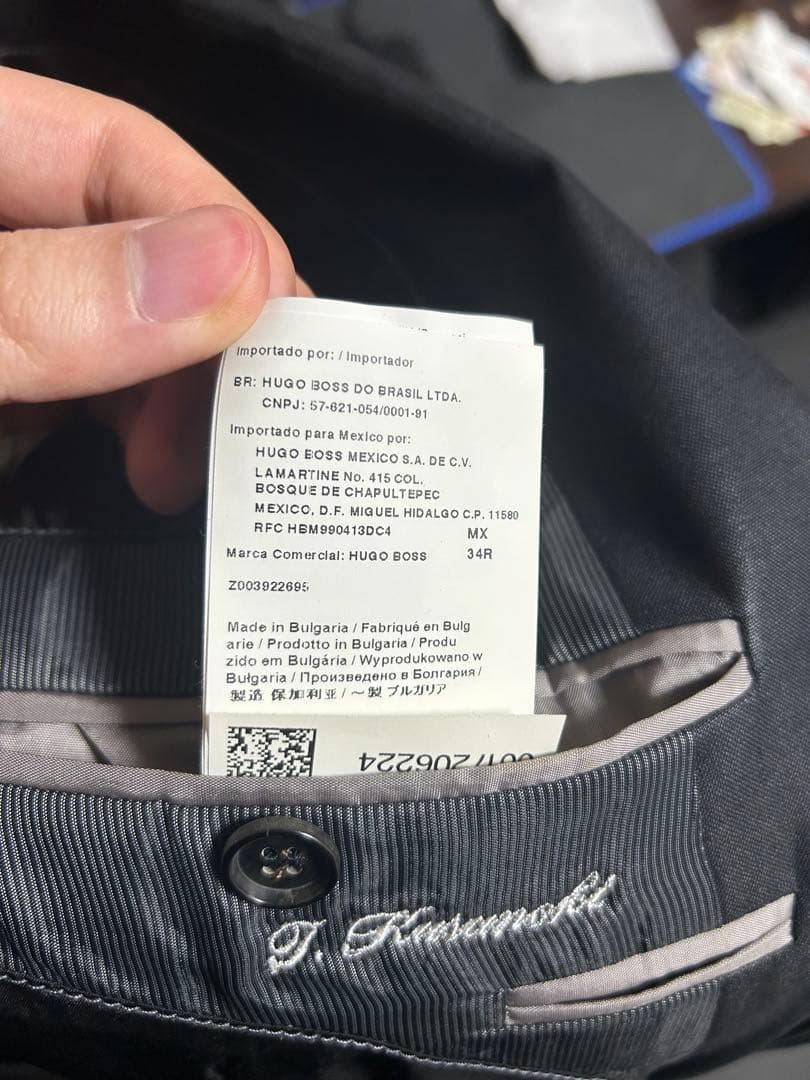 Importado por: / Importador
BR: HUGO BOSS DO BRASIL LTDA.
CNPJ: 57-621-054/0001-91
Importado para Mexico por:
HUGO BOSS MEXICO S.A. DE C.V.
LAMARTINE No. 415 COL.
BOSQUE DE CHAPULTEPEC
MEXICO, D.F. MIGUEL HIDALGO C.P. 11580
RFC HBM990413DC4 MX
Marca Comercial: HUGO BOSS 34R
Z003922695
Made in Bulgaria / Fabriqué en Bulg
arie / Prodotto in Bulgaria / Produ
zido em Bulgária / Wyprodukowano w
Bułgaria / Произведено в Болгария /
製造 保加利亚 / ～製 ブルガリア
T.